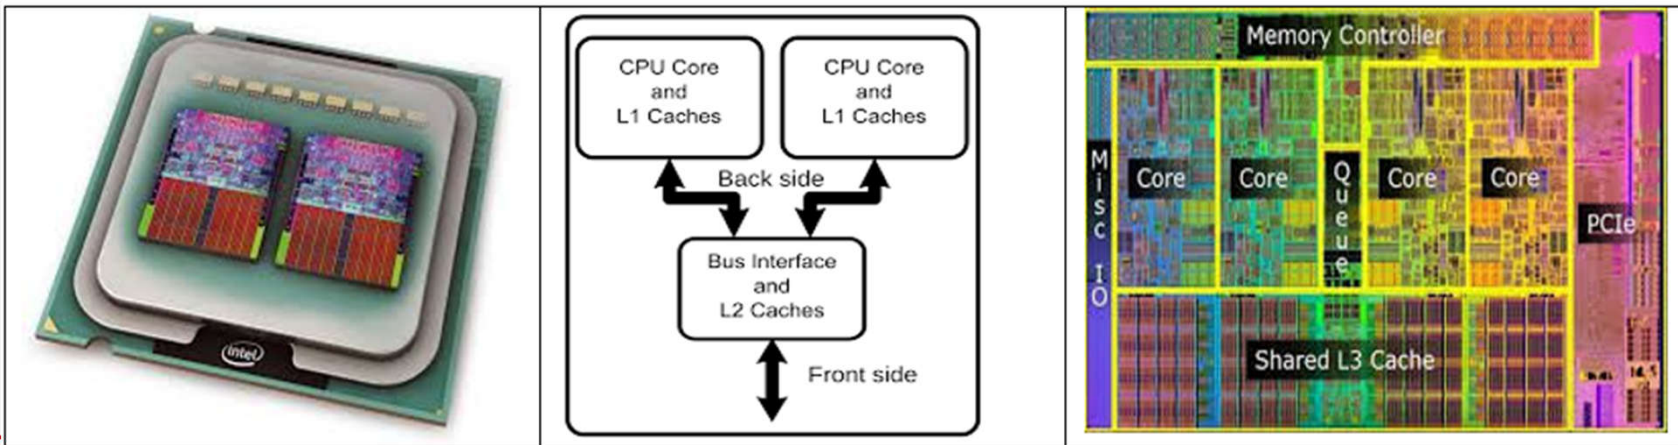 intel
CPU Core
and
L1 Caches
CPU Core
and
L1 Caches
Back side
Bus Interface
and
L2 Caches
Front side
Memory Controller
Misc IO
Core
Core
Queue
Core
Core
PCIe
Shared L3 Cache